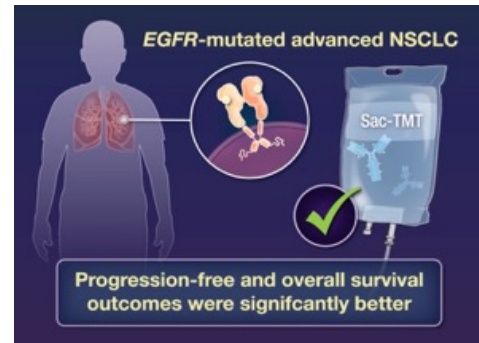 EGFR-mutated advanced NSCLC
Sac-TMT
Progression-free and overall survival
outcomes were signifcantly better